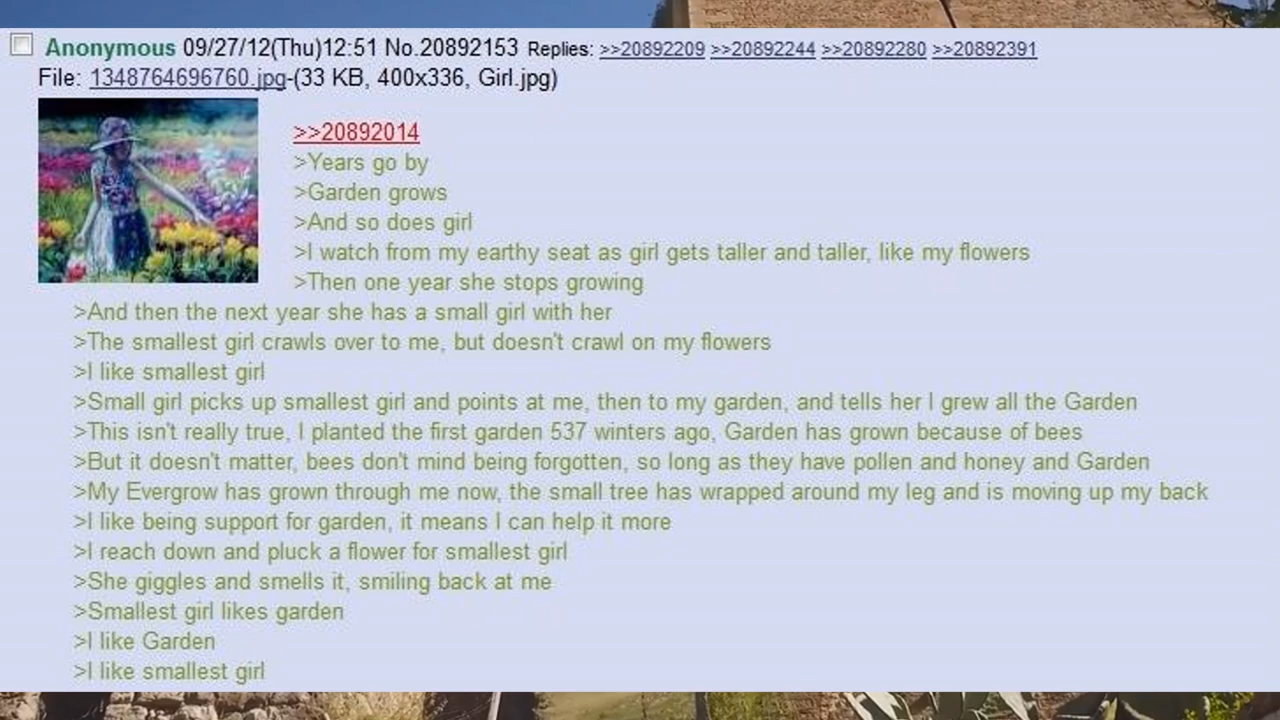 Anonymous 09/27/12(Thu)12:51 No.20892153 Replies: >>20892209 >>20892244 >>20892280 >>20892391
File: 1348764696760.jpg-(33 KB, 400x336, Girl.jpg)
>>20892014
>Years go by
>Garden grows
>And so does girl
>I watch from my earthy seat as girl gets taller and taller, like my flowers
>Then one year she stops growing
>And then the next year she has a small girl with her
>The smallest girl crawls over to me, but doesn't crawl on my flowers
>I like smallest girl
>Small girl picks up smallest girl and points at me, then to my garden, and tells her I grew all the Garden
>This isn't really true, I planted the first garden 537 winters ago, Garden has grown because of bees
>But it doesn't matter, bees don't mind being forgotten, so long as they have pollen and honey and Garden
>My Evergrow has grown through me now, the small tree has wrapped around my leg and is moving up my back
>I like being support for garden, it means I can help it more
>I reach down and pluck a flower for smallest girl
>She giggles and smells it, smiling back at me
>Smallest girl likes garden
>I like Garden
>I like smallest girl